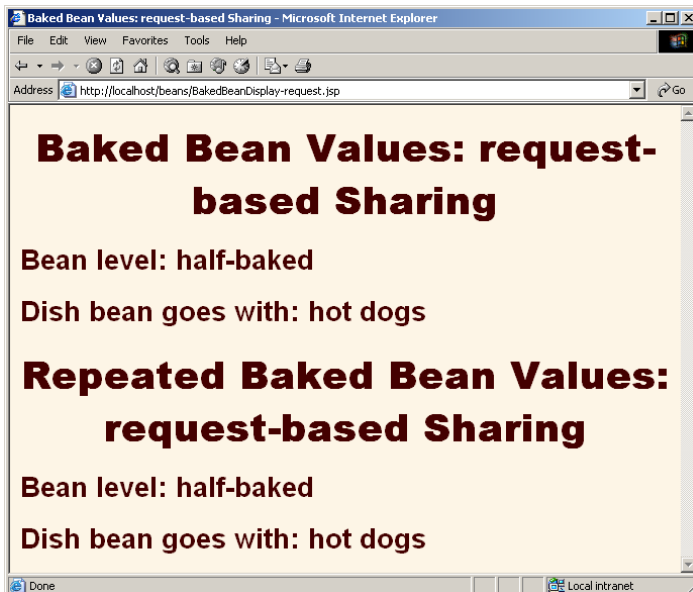 Baked Bean Values: request-based Sharing - Microsoft Internet Explorer
File Edit View Favorites Tools Help
Address http://localhost/beans/BakedBeanDisplay-request.jsp Go
Baked Bean Values: request-
based Sharing
Bean level: half-baked
Dish bean goes with: hot dogs
Repeated Baked Bean Values:
request-based Sharing
Bean level: half-baked
Dish bean goes with: hot dogs
Done Local intranet